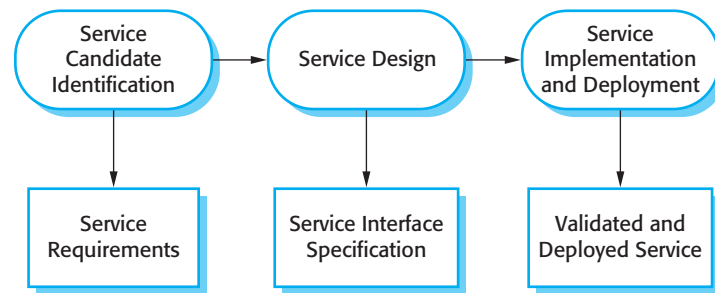 Service
Candidate
Identification
Service Design
Service
Implementation
and Deployment
Service
Requirements
Service Interface
Specification
Validated and
Deployed Service